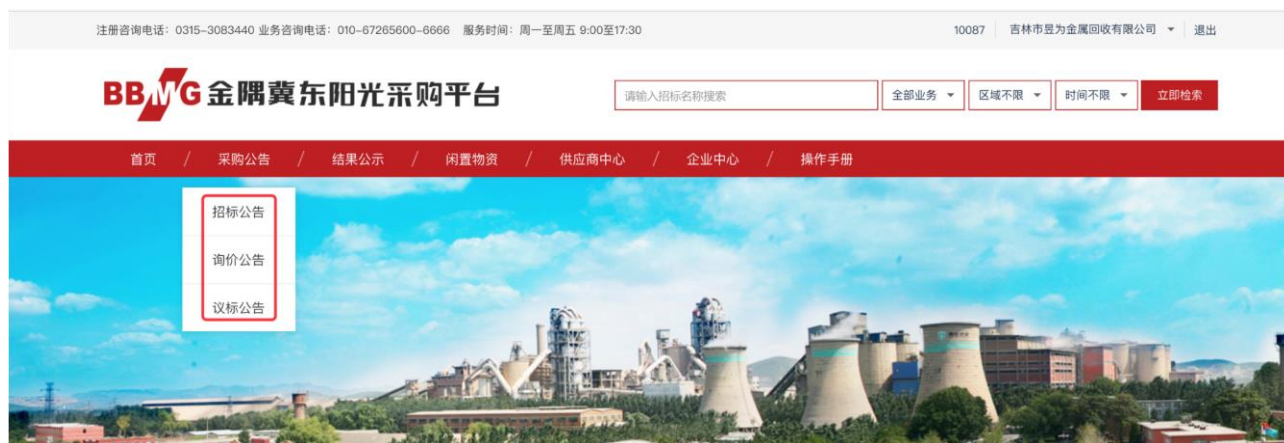 注册咨询电话：0315-3083440 业务咨询电话：010-67265600-6666 服务时间：周一至周五 9:00至17:30 10087 吉林市昱为金属回收有限公司 退出
BBMG 金隅冀东阳光采购平台 请输入招标名称搜索 全部业务 区域不限 时间不限 立即检索
首页 / 采购公告 / 结果公示 / 闲置物资 / 供应商中心 / 企业中心 / 操作手册
招标公告
询价公告
议标公告